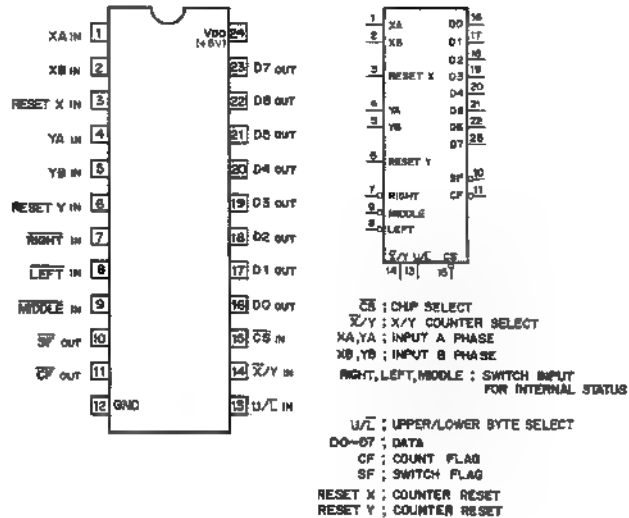 XA IN 1
XB IN 2
RESET X IN 3
YA IN 4
YB IN 5
RESET Y IN 6
RIGHT IN 7
LEFT IN 8
MIDDLE IN 9
SF OUT 10
CF OUT 11
12 GND
VDD 24
(+5V)
23 D7 OUT
22 D6 OUT
21 D5 OUT
20 D4 OUT
19 D3 OUT
18 D2 OUT
17 D1 OUT
16 D0 OUT
15 CS IN
14 X/Y IN
13 U/L IN
1 XA
2 XB
3 RESET X
4 YA
5 YB
6 RESET Y
7 RIGHT
9 MIDDLE
8 LEFT
D0 16
D1 17
D2 18
D3 19
D4 20
D5 21
D6 22
D7 23
SF 10
CF 11
X/Y U/L CS
14 13 15
CS ; CHIP SELECT
X/Y ; X/Y COUNTER SELECT
XA,YA ; INPUT A PHASE
XB,YB ; INPUT B PHASE
RIGHT,LEFT,MIDDLE ; SWITCH INPUT
FOR INTERNAL STATUS
U/L ; UPPER/LOWER BYTE SELECT
D0~D7 ; DATA
CF ; COUNT FLAG
SF ; SWITCH FLAG
RESET X ; COUNTER RESET
RESET Y ; COUNTER RESET